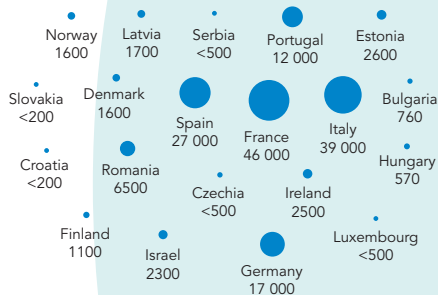 Norway
1600
Latvia
1700
Serbia
<500
Portugal
12 000
Estonia
2600
Slovakia
<200
Denmark
1600
Spain
27 000
France
46 000
Italy
39 000
Bulgaria
760
Croatia
<200
Romania
6500
Czechia
<500
Ireland
2500
Hungary
570
Finland
1100
Israel
2300
Germany
17 000
Luxembourg
<500